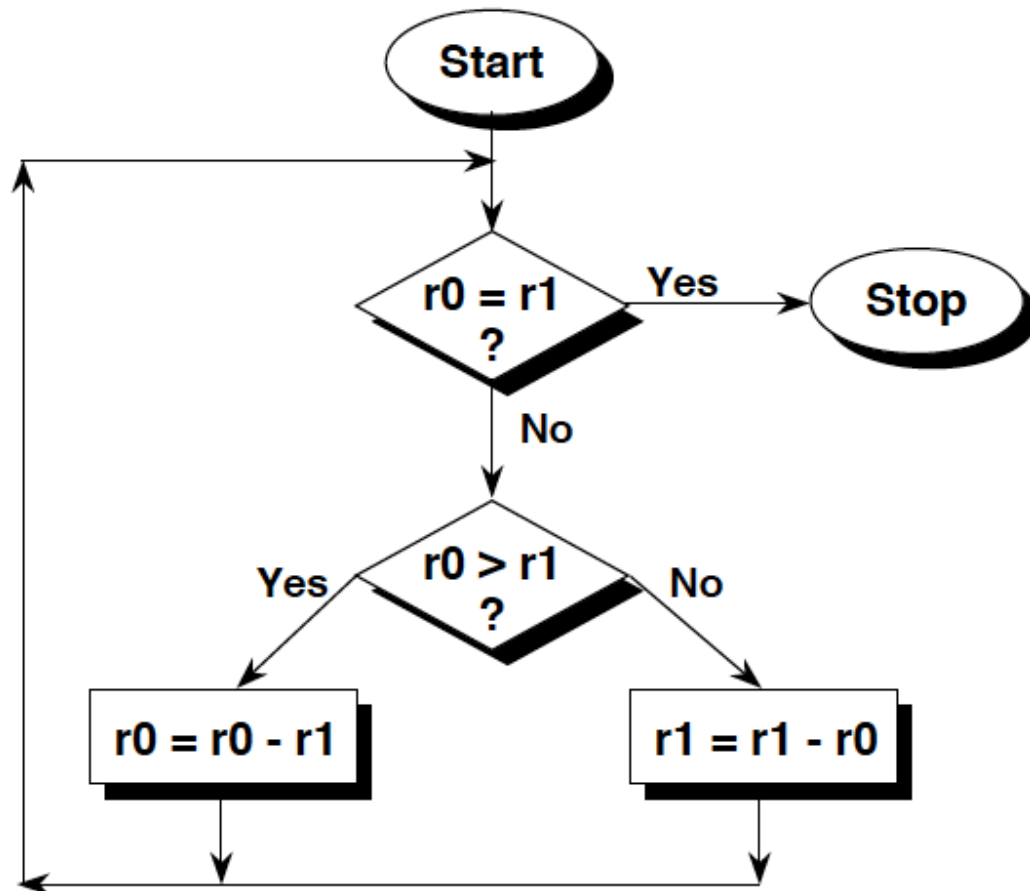 Start
r0 = r1
?
Yes
Stop
No
r0 > r1
?
Yes
No
r0 = r0 - r1
r1 = r1 - r0